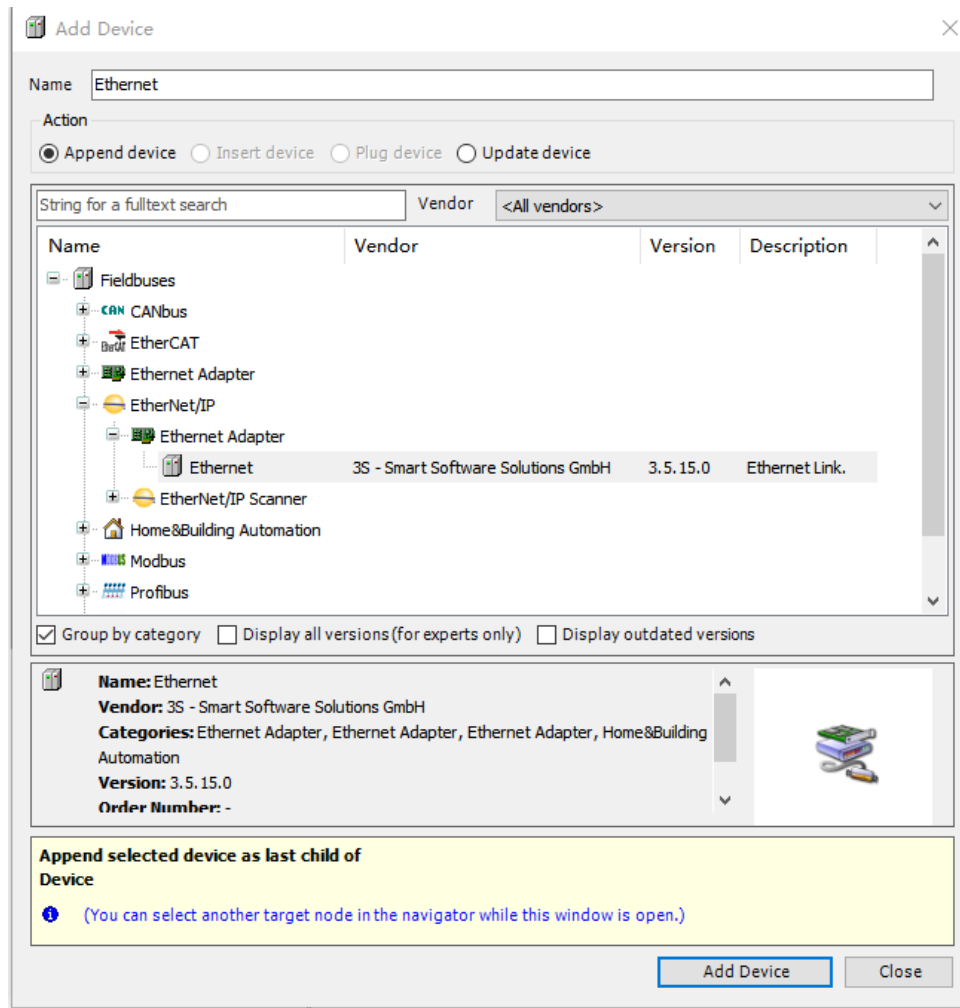 Add Device
Name Ethernet
Action
Append device Insert device Plug device Update device
String for a fulltext search Vendor <All vendors>
Name Vendor Version Description
Fieldbuses
CAN CANbus
EtherCAT EtherCAT
Ethernet Adapter
EtherNet/IP
Ethernet Adapter
Ethernet 3S - Smart Software Solutions GmbH 3.5.15.0 Ethernet Link.
EtherNet/IP Scanner
Home&Building Automation
MODBUS Modbus
Profibus
Group by category Display all versions (for experts only) Display outdated versions
Name: Ethernet
Vendor: 3S - Smart Software Solutions GmbH
Categories: Ethernet Adapter, Ethernet Adapter, Ethernet Adapter, Home&Building
Automation
Version: 3.5.15.0
Order Number: -
Append selected device as last child of
Device
(You can select another target node in the navigator while this window is open.)
Add Device Close